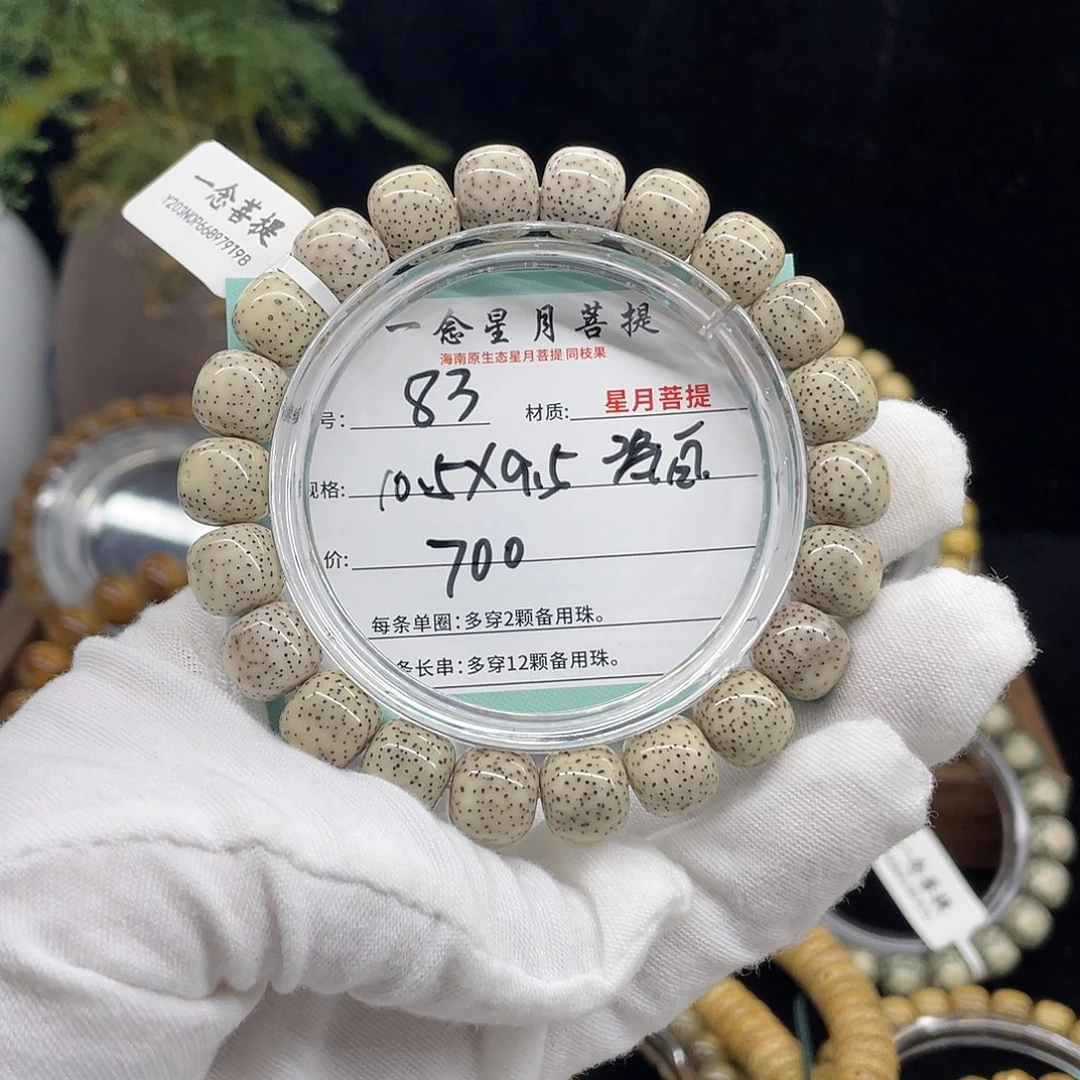 一念菩提
Y203NOP668979T98
一念星月菩提
海南原生态星月菩提 同枝果
号: 83 材质: 星月菩提
规格: 10.5X9.5
价: 700
每条单圈:多穿2颗备用珠。
条长串:多穿12颗备用珠。